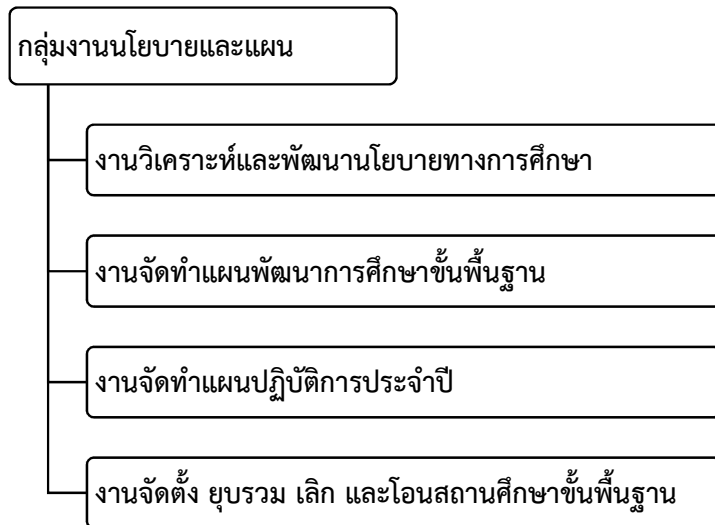 กลุ่มงานนโยบายและแผน
งานวิเคราะห์และพัฒนานโยบายทางการศึกษา
งานจัดทำแผนพัฒนาการศึกษาขั้นพื้นฐาน
งานจัดทำแผนปฏิบัติการประจำปี
งานจัดตั้ง ยุบรวม เลิก และโอนสถานศึกษาขั้นพื้นฐาน